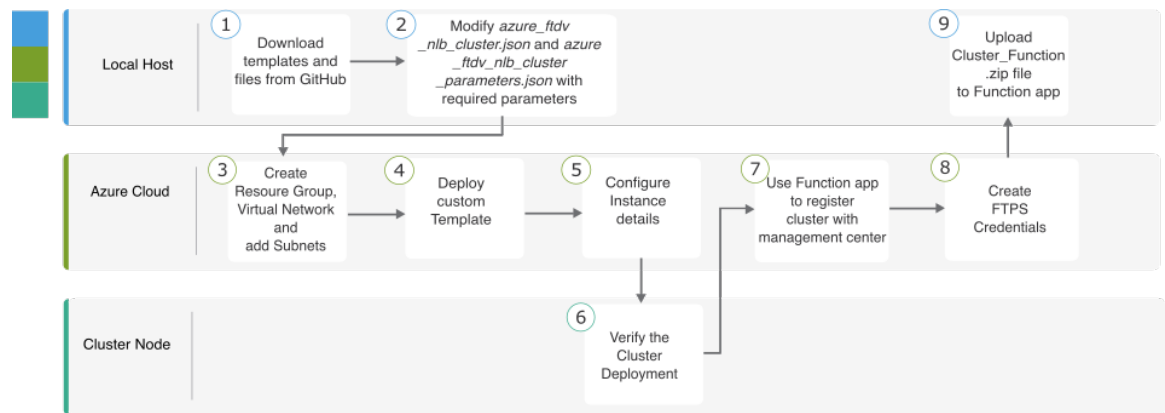 1
Download
templates and
files from GitHub
2
Modify azure_ftdv
_nlb_cluster.json and azure
_ftdv_nlb_cluster
_parameters.json with
required parameters
9
Upload
Cluster_Function
.zip file
to Function app
Local Host
3
Create
Resoure Group,
Virtual Network
and
add Subnets
4
Deploy
custom
Template
5
Configure
Instance
details
7
Use Function app
to register
cluster with
management center
8
Create
FTPS
Credentials
Azure Cloud
6
Verify the
Cluster
Deployment
Cluster Node